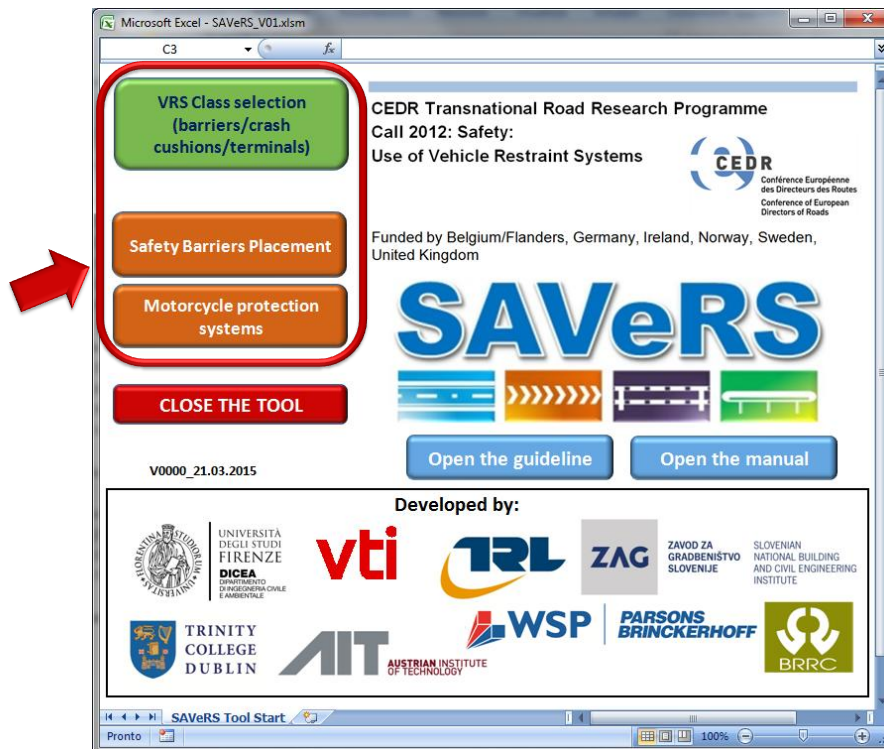 Microsoft Excel - SAVeRS_V01.xlsm
C3
fx
VRS Class selection
(barriers/crash
cushions/terminals)
Safety Barriers Placement
Motorcycle protection
systems
CLOSE THE TOOL
V0000_21.03.2015
CEDR Transnational Road Research Programme
Call 2012: Safety:
Use of Vehicle Restraint Systems
CEDR
Conférence Européenne
des Directeurs des Routes
Conference of European
Directors of Roads
Funded by Belgium/Flanders, Germany, Ireland, Norway, Sweden,
United Kingdom
SAVeRS
Open the guideline
Open the manual
Developed by:
UNIVERSITÀ
DEGLI STUDI
FIRENZE
DICEA
DIPARTIMENTO
DI INGEGNERIA CIVILE
E AMBIENTALE
vti
TRL
ZAG
ZAVOD ZA
GRADBENIŠTVO
SLOVENIJE
SLOVENIAN
NATIONAL BUILDING
AND CIVIL ENGINEERING
INSTITUTE
TRINITY
COLLEGE
DUBLIN
AIT
AUSTRIAN INSTITUTE
OF TECHNOLOGY
WSP
PARSONS
BRINCKERHOFF
BRRC
SAVeRS Tool Start
Pronto
100%